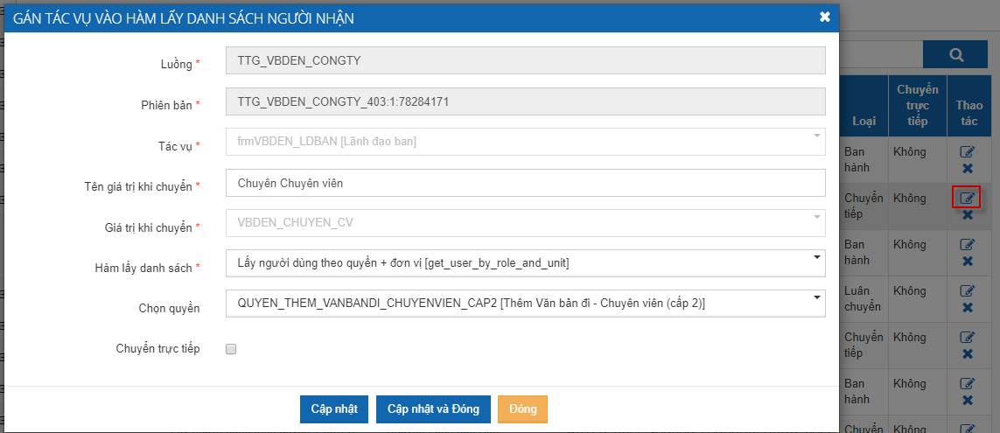 GÁN TÁC VỤ VÀO HÀM LẤY DANH SÁCH NGƯỜI NHẬN
Luồng *
TTG_VBDEN_CONGTY
Phiên bản *
TTG_VBDEN_CONGTY_403:1:78284171
Tác vụ *
frmVBDEN_LDBAN [Lãnh đạo ban]
Tên giá trị khi chuyển *
Chuyển Chuyên viên
Giá trị khi chuyển *
VBDEN_CHUYEN_CV
Hàm lấy danh sách *
Lấy người dùng theo quyền + đơn vị [get_user_by_role_and_unit]
Chọn quyền
QUYEN_THEM_VANBANDI_CHUYENVIEN_CAP2 [Thêm Văn bản đi - Chuyên viên (cấp 2)]
Chuyển trực tiếp
Cập nhật
Cập nhật và Đóng
Đóng
Loại
Chuyển
trực
tiếp
Thao
tác
Ban
hành
Không
Chuyển
tiếp
Không
Ban
hành
Không
Luân
chuyển
Không
Chuyển
tiếp
Không
Ban
hành
Không
Chuyển
Không